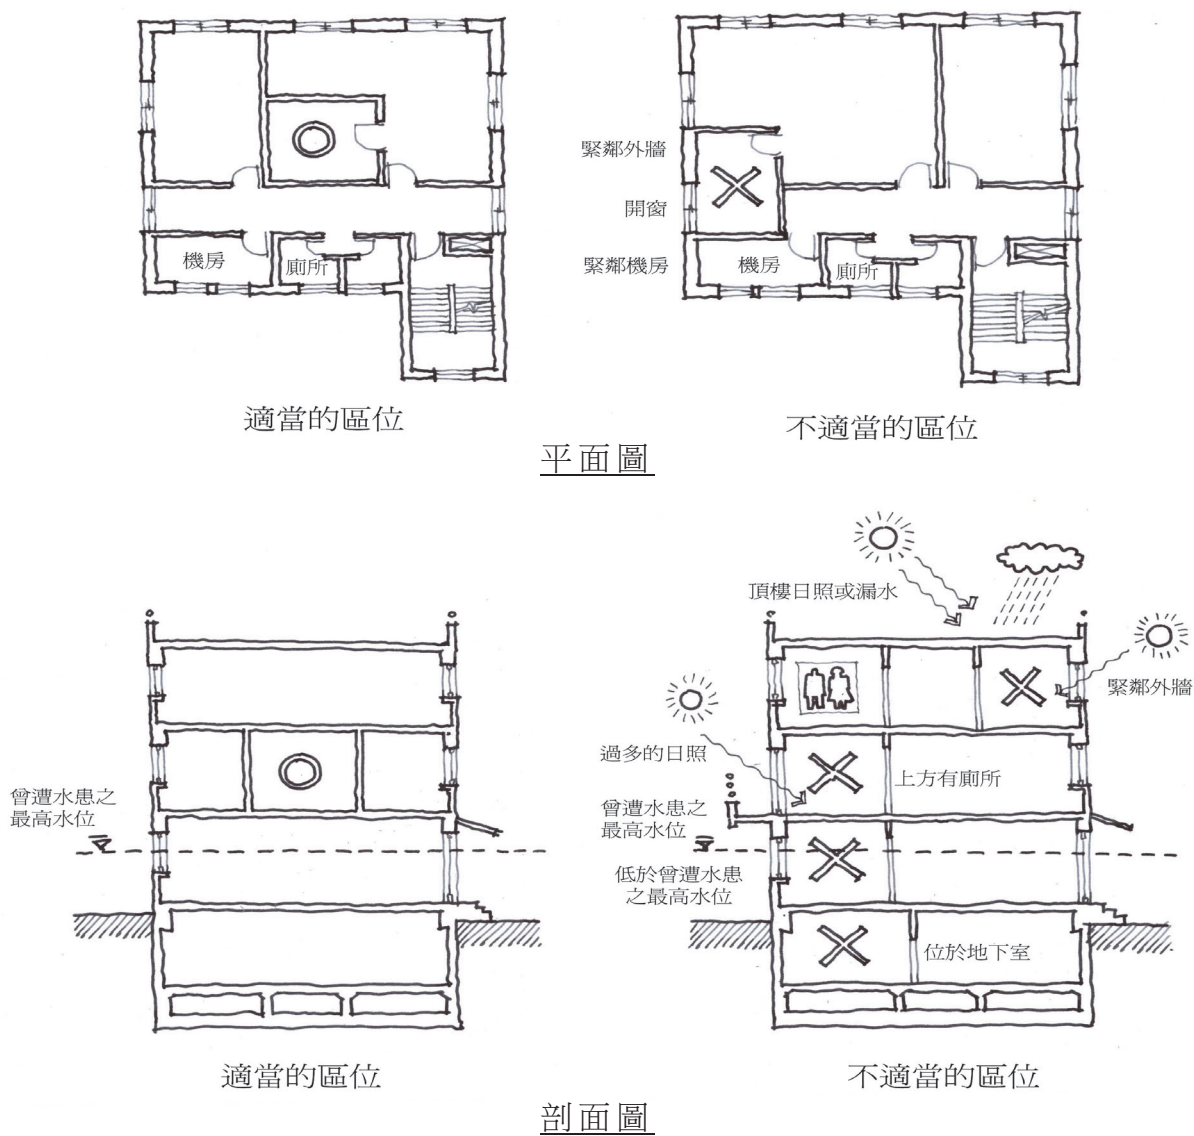 緊鄰外牆
開窗
機房
廁所
緊鄰機房
機房
廁所
適當的區位
不適當的區位
平面圖
頂樓日照或漏水
緊鄰外牆
過多的日照
上方有廁所
曾遭水患之
最高水位
曾遭水患之
最高水位
低於曾遭水患
之最高水位
位於地下室
適當的區位
不適當的區位
剖面圖